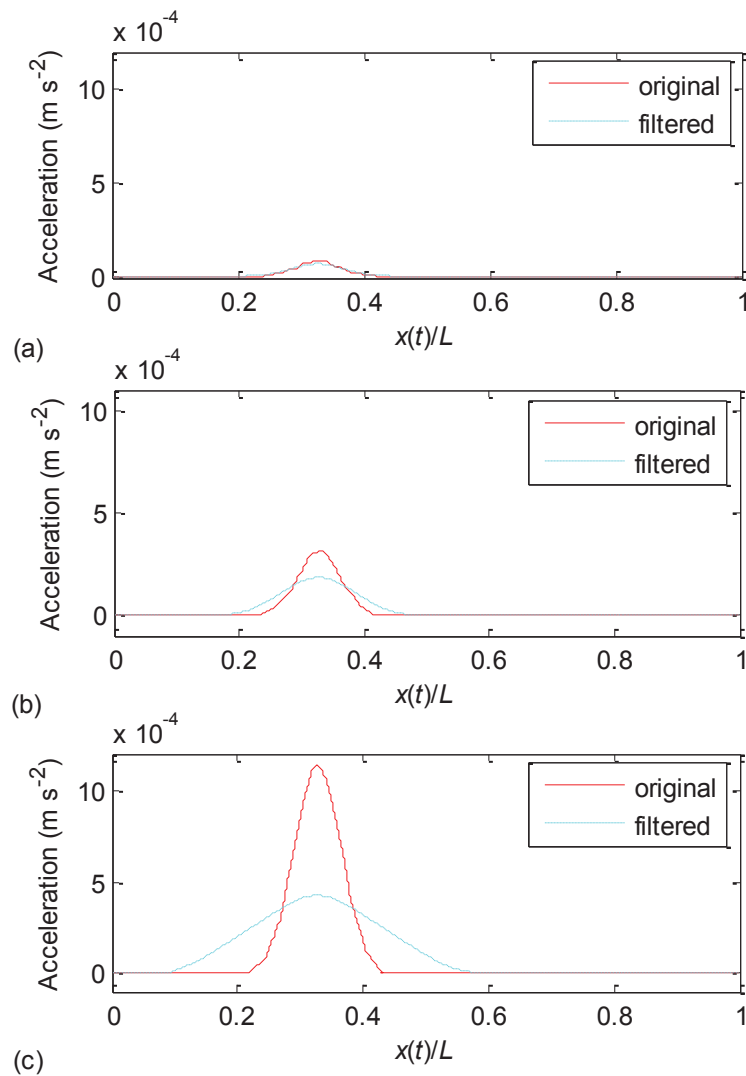 x 10-4
Acceleration (m s-2)
10
5
0
original
filtered
0 0.2 0.4 0.6 0.8 1
x(t)/L
(a)
x 10-4
Acceleration (m s-2)
10
5
0
original
filtered
0 0.2 0.4 0.6 0.8 1
x(t)/L
(b)
x 10-4
Acceleration (m s-2)
10
5
0
original
filtered
0 0.2 0.4 0.6 0.8 1
x(t)/L
(c)